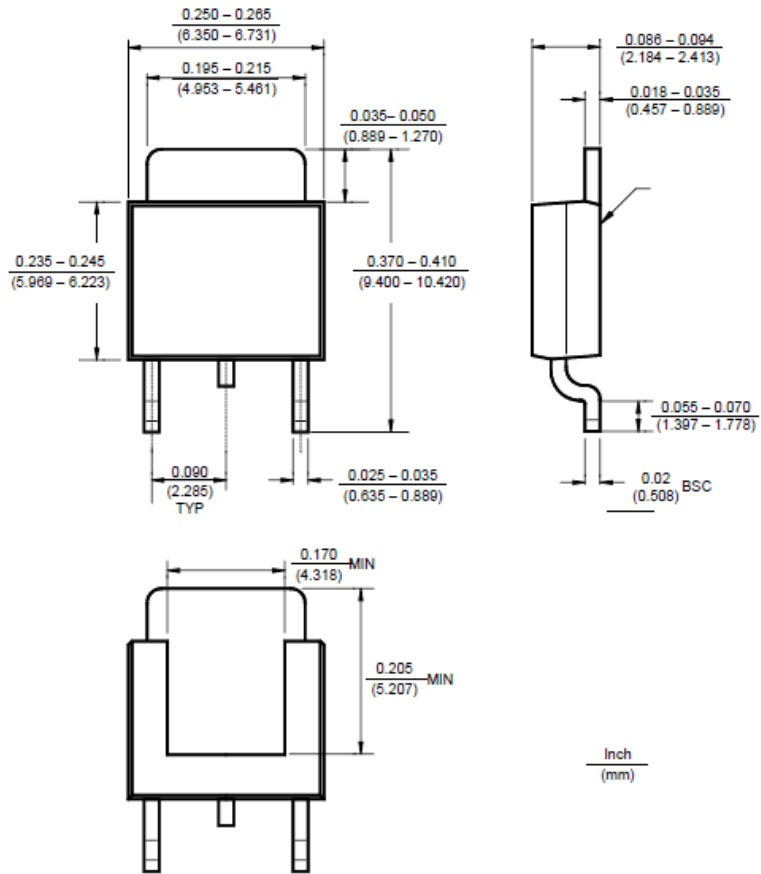 0.250 – 0.265
(6.350 – 6.731)
0.195 – 0.215
(4.953 – 5.461)
0.035– 0.050
(0.889 – 1.270)
0.235 – 0.245
(5.969 – 6.223)
0.370 – 0.410
(9.400 – 10.420)
0.090
(2.285)
TYP
0.025 – 0.035
(0.635 – 0.889)
0.086 – 0.094
(2.184 – 2.413)
0.018 – 0.035
(0.457 – 0.889)
0.055 – 0.070
(1.397 – 1.778)
0.02
(0.508) BSC
0.170
(4.318) MIN
0.205
(5.207) MIN
Inch
(mm)